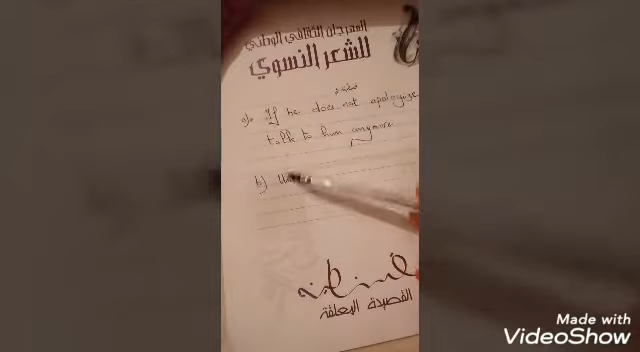 المهرجان الثقافي الوطني
للشعر النسوي
a) If he does not apologize
talk to him anymore
b) Un
القصيدة المعلقة
Made with
VideoShow